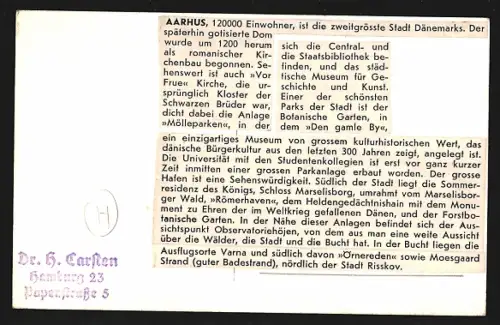 AARHUS, 120000 Einwohner, ist die zweitgrösste Stadt Dänemarks. Der
späterhin gotisierte Dom
wurde um 1200 herum
als romanischer Kir-
chenbau begonnen. Se-
henswert ist auch »Vor
Frue« Kirche, die ur-
sprünglich Kloster der
Schwarzen Brüder war,
dicht dabei die Anlage
»Mölleparken«, in der
sich die Central- und
die Staatsbibliothek be-
finden, und das städ-
tische Museum für Ge-
schichte und Kunst.
Einer der schönsten
Parks der Stadt ist der
Botanische Garten, in
dem »Den gamle By«,
ein einzigartiges Museum von grossem kulturhistorischen Wert, das
dänische Bürgerkultur aus den letzten 300 Jahren zeigt, angelegt ist.
Die Universität mit den Studentenkollegien ist erst vor ganz kurzer
Zeit inmitten einer grossen Parkanlage erbaut worden. Der grosse
Hafen ist eine Sehenswürdigkeit. Südlich der Stadt liegt die Sommer-
residenz des Königs, Schloss Marselisborg, umrahmt vom Marselisbor-
ger Wald, »Römerhaven«, dem Heldengedächtnishain mit dem Monu-
ment zu Ehren der im Weltkrieg gefallenen Dänen, und der Forstbo-
tanische Garten. In der Nähe dieser Anlagen befindet sich der Aus-
sichtspunkt Observatoriehöjen, von dem aus man eine weite Aussicht
über die Wälder, die Stadt und die Bucht hat. In der Bucht liegen die
Ausflugsorte Varna und südlich davon »Örnereden« sowie Moesgaard
Strand (guter Badestrand), nördlich der Stadt Risskov.
H
Dr. H. Carsten
Hamburg 23
Papenstraße 5